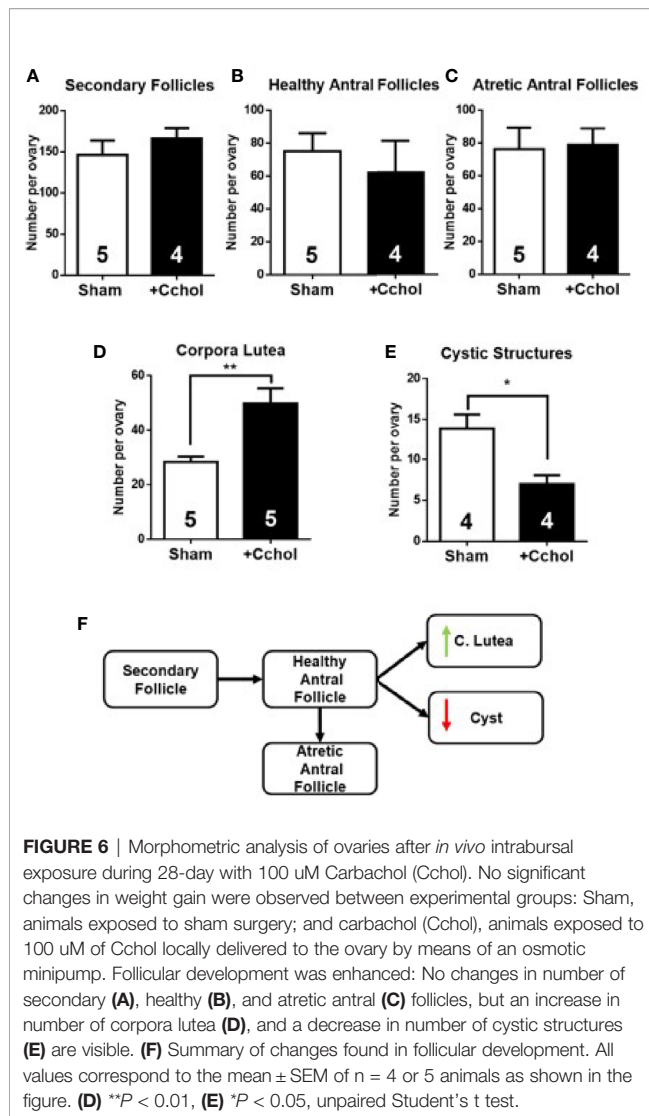 A
Secondary Follicles
Number per ovary
200
150
100
50
0
5
4
Sham
+Cchol
B
Healthy Antral Follicles
Number per ovary
100
80
60
40
20
0
5
4
Sham
+Cchol
C
Atretic Antral Follicles
Number per ovary
100
80
60
40
20
0
5
4
Sham
+Cchol
D
Corpora Lutea
Number per ovary
60
40
20
0
**
5
5
Sham
+Cchol
E
Cystic Structures
Number per ovary
20
15
10
5
0
*
4
4
Sham
+Cchol
F
Secondary
Follicle
Healthy
Antral
Follicle
Atretic
Antral
Follicle
C. Lutea
Cyst
FIGURE 6 | Morphometric analysis of ovaries after in vivo intrabursal
exposure during 28-day with 100 uM Carbachol (Cchol). No significant
changes in weight gain were observed between experimental groups: Sham,
animals exposed to sham surgery; and carbachol (Cchol), animals exposed to
100 uM of Cchol locally delivered to the ovary by means of an osmotic
minipump. Follicular development was enhanced: No changes in number of
secondary (A), healthy (B), and atretic antral (C) follicles, but an increase in
number of corpora lutea (D), and a decrease in number of cystic structures
(E) are visible. (F) Summary of changes found in follicular development. All
values correspond to the mean ± SEM of n = 4 or 5 animals as shown in the
figure. (D) **P < 0.01, (E) *P < 0.05, unpaired Student's t test.